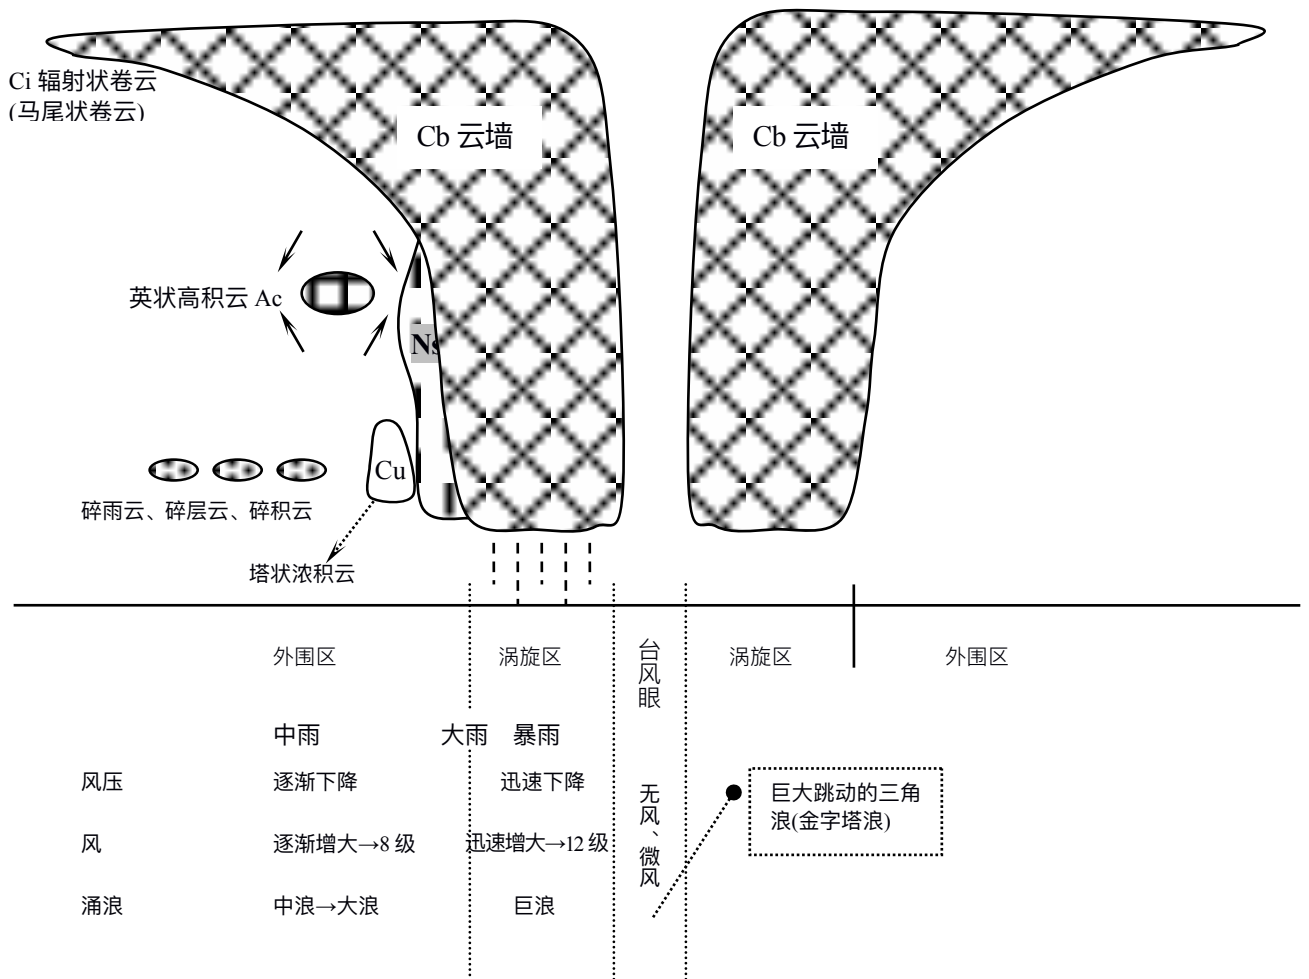 Ci 辐射状卷云
(马尾状卷云)
Cb 云墙
Cb 云墙
英状高积云 Ac
Ns
Cu
碎雨云、碎层云、碎积云
塔状浓积云
外围区
涡旋区
台风眼
涡旋区
外围区
中雨
大雨
暴雨
风压
逐渐下降
迅速下降
无风、微风
巨大跳动的三角
浪(金字塔浪)
风
逐渐增大→8 级
迅速增大→12 级
涌浪
中浪→大浪
巨浪